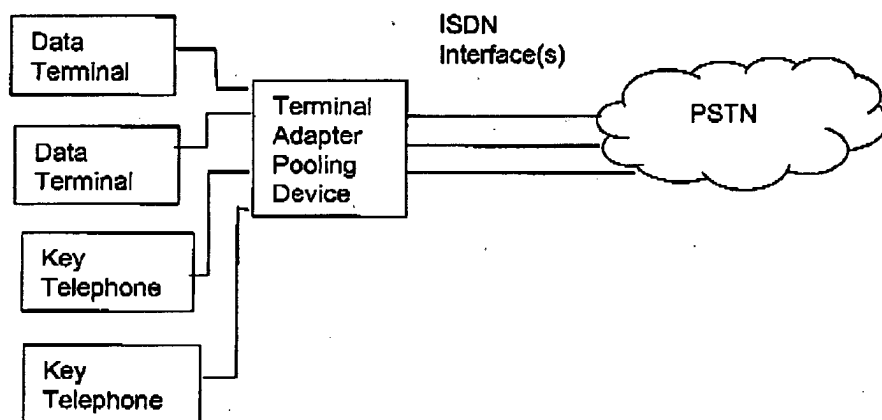 Data
Terminal
Data
Terminal
Key
Telephone
Key
Telephone
Terminal
Adapter
Pooling
Device
ISDN
Interface(s)
PSTN